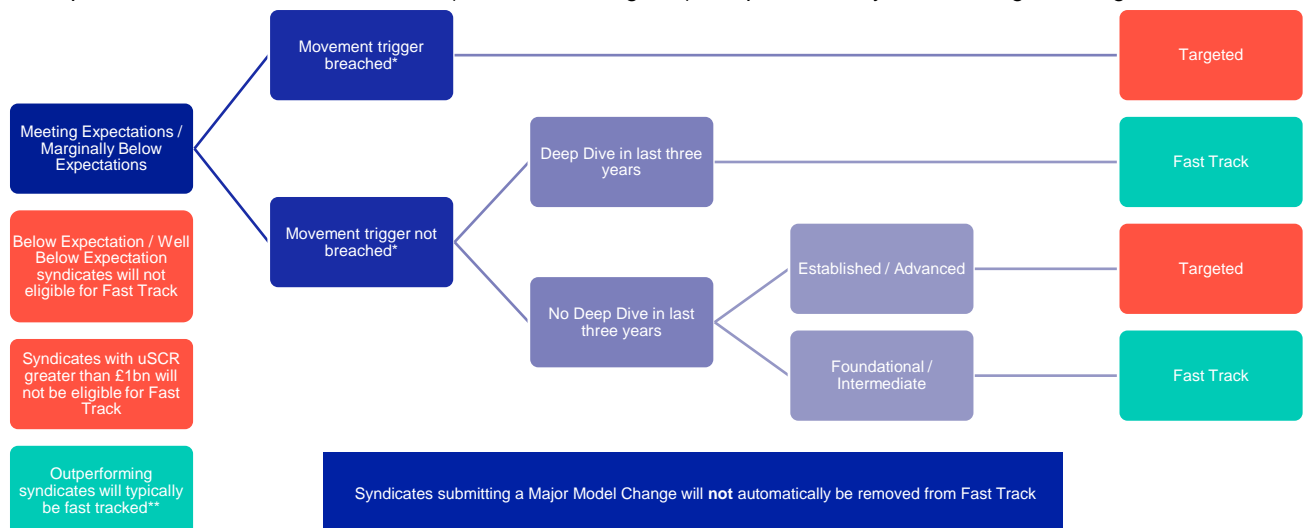 Movement trigger
breached*
Targeted
Meeting Expectations /
Marginally Below
Expectations
Deep Dive in last three
years
Fast Track
Movement trigger not
breached*
Below Expectation / Well
Below Expectation
syndicates will not
eligible for Fast Track
Established / Advanced
Targeted
No Deep Dive in last
three years
Syndicates with uSCR
greater than £1bn will
not be eligible for Fast
Track
Foundational /
Intermediate
Fast Track
Outperforming
syndicates will typically
be fast tracked**
Syndicates submitting a Major Model Change will not automatically be removed from Fast Track